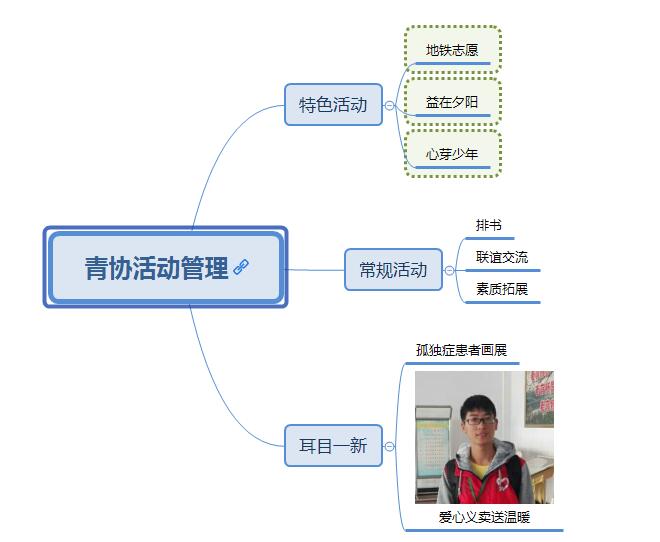 地铁志愿
益在夕阳
特色活动
心芽少年
排书
青协活动管理
联谊交流
常规活动
素质拓展
孤独症患者画展
耳目一新
爱心义卖送温暖